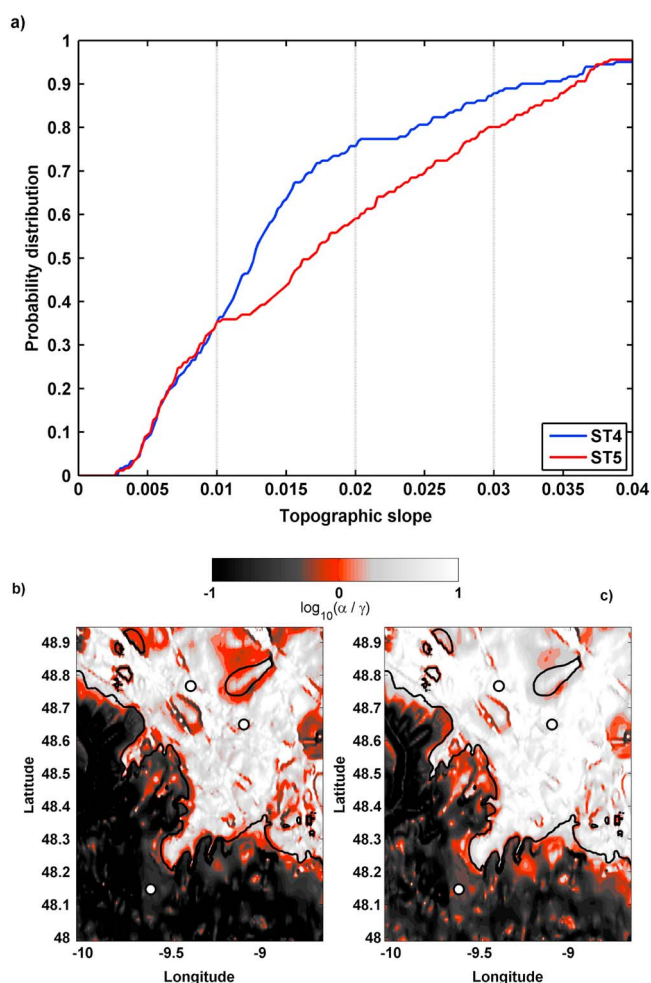 a)
1
0.9
0.8
0.7
0.6
0.5
0.4
0.3
0.2
0.1
0
Probability distribution
ST4
ST5
0 0.005 0.01 0.015 0.02 0.025 0.03 0.035 0.04
Topographic slope
-1 0 1
log10(α / γ)
b)
c)
48.9
48.8
48.7
48.6
48.5
48.4
48.3
48.2
48.1
48
Latitude
-10 -9.5 -9
Longitude
48.9
48.8
48.7
48.6
48.5
48.4
48.3
48.2
48.1
48
Latitude
-10 -9.5 -9
Longitude